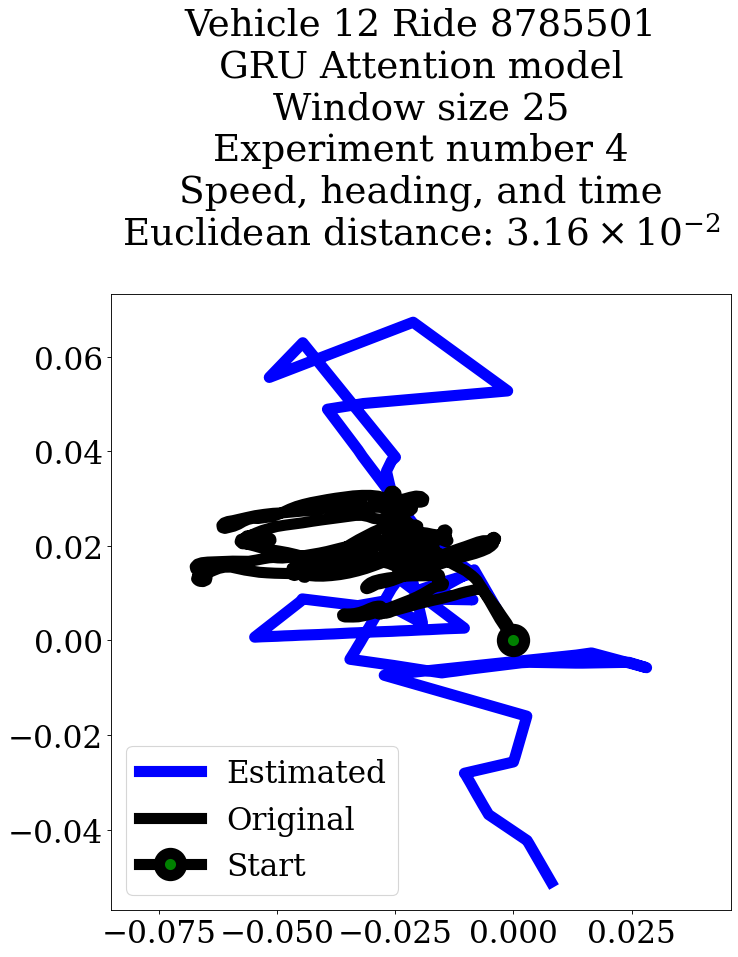 Vehicle 12 Ride 8785501
GRU Attention model
Window size 25
Experiment number 4
Speed, heading, and time
Euclidean distance: 3.16 × 10⁻²
0.06
0.04
0.02
0.00
−0.02
−0.04
Estimated
Original
Start
−0.075 −0.050 −0.025 0.000 0.025